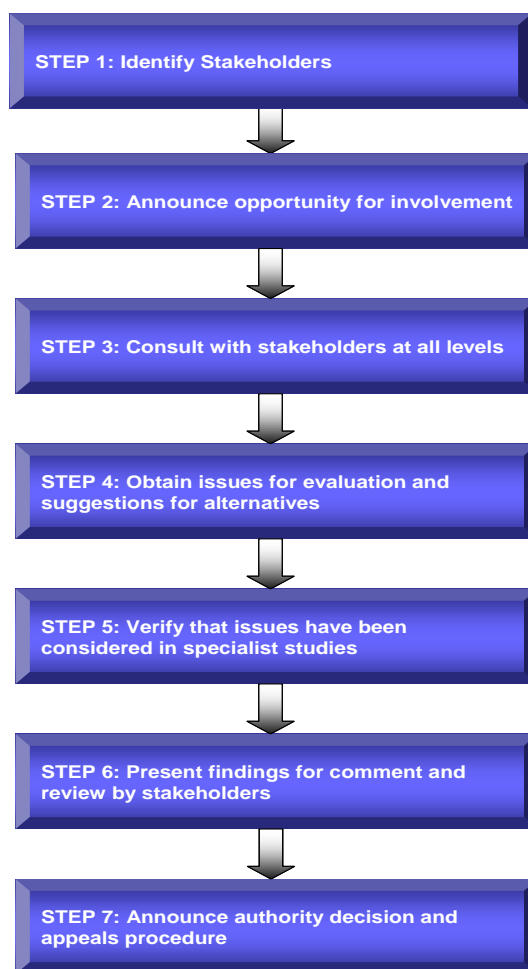 STEP 1: Identify Stakeholders
STEP 2: Announce opportunity for involvement
STEP 3: Consult with stakeholders at all levels
STEP 4: Obtain issues for evaluation and
suggestions for alternatives
STEP 5: Verify that issues have been
considered in specialist studies
STEP 6: Present findings for comment and
review by stakeholders
STEP 7: Announce authority decision and
appeals procedure